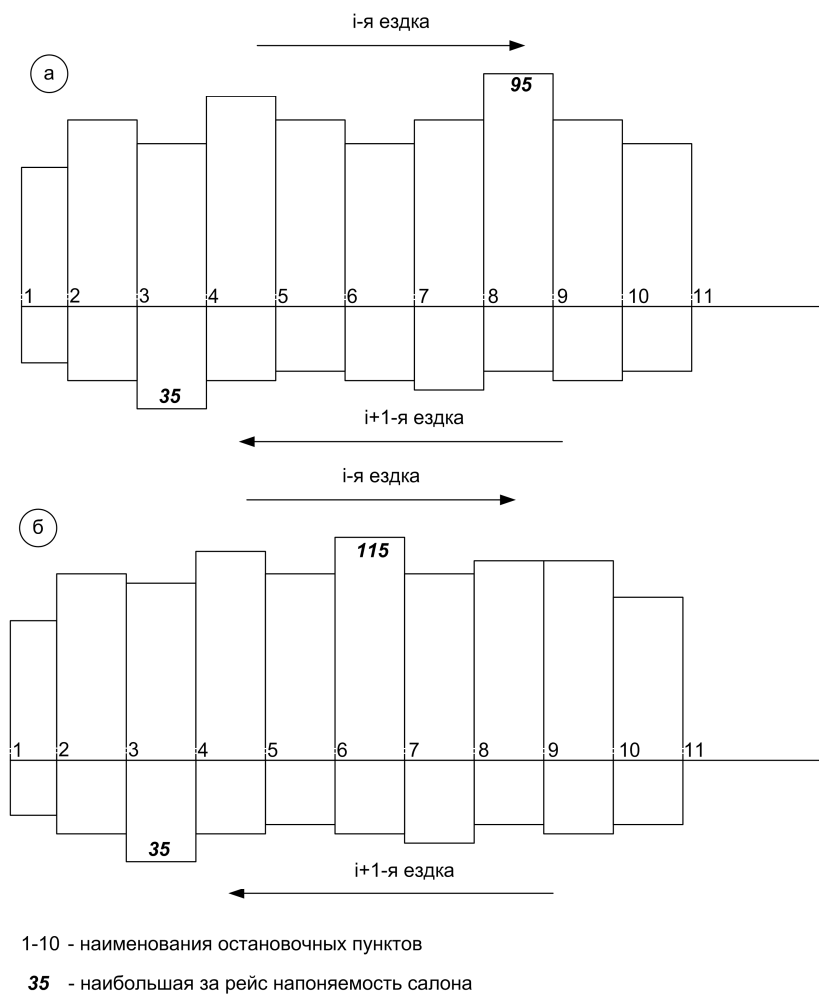 i-я ездка
а
95
1 2 3 4 5 6 7 8 9 10 11
35
i+1-я ездка
i-я ездка
б
115
1 2 3 4 5 6 7 8 9 10 11
35
i+1-я ездка
1-10 - наименования остановочных пунктов
35 - наибольшая за рейс напоняемость салона